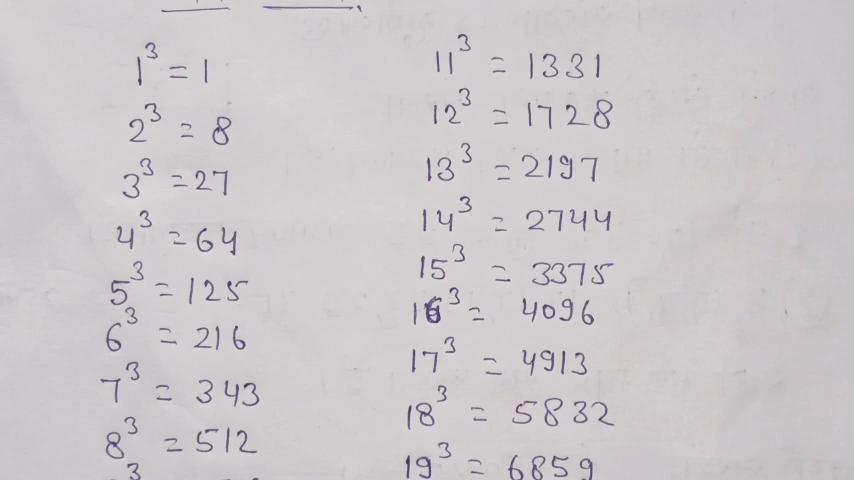 1³ = 1
2³ = 8
3³ = 27
4³ = 64
5³ = 125
6³ = 216
7³ = 343
8³ = 512
11³ = 1331
12³ = 1728
13³ = 2197
14³ = 2744
15³ = 3375
16³ = 4096
17³ = 4913
18³ = 5832
19³ = 6859